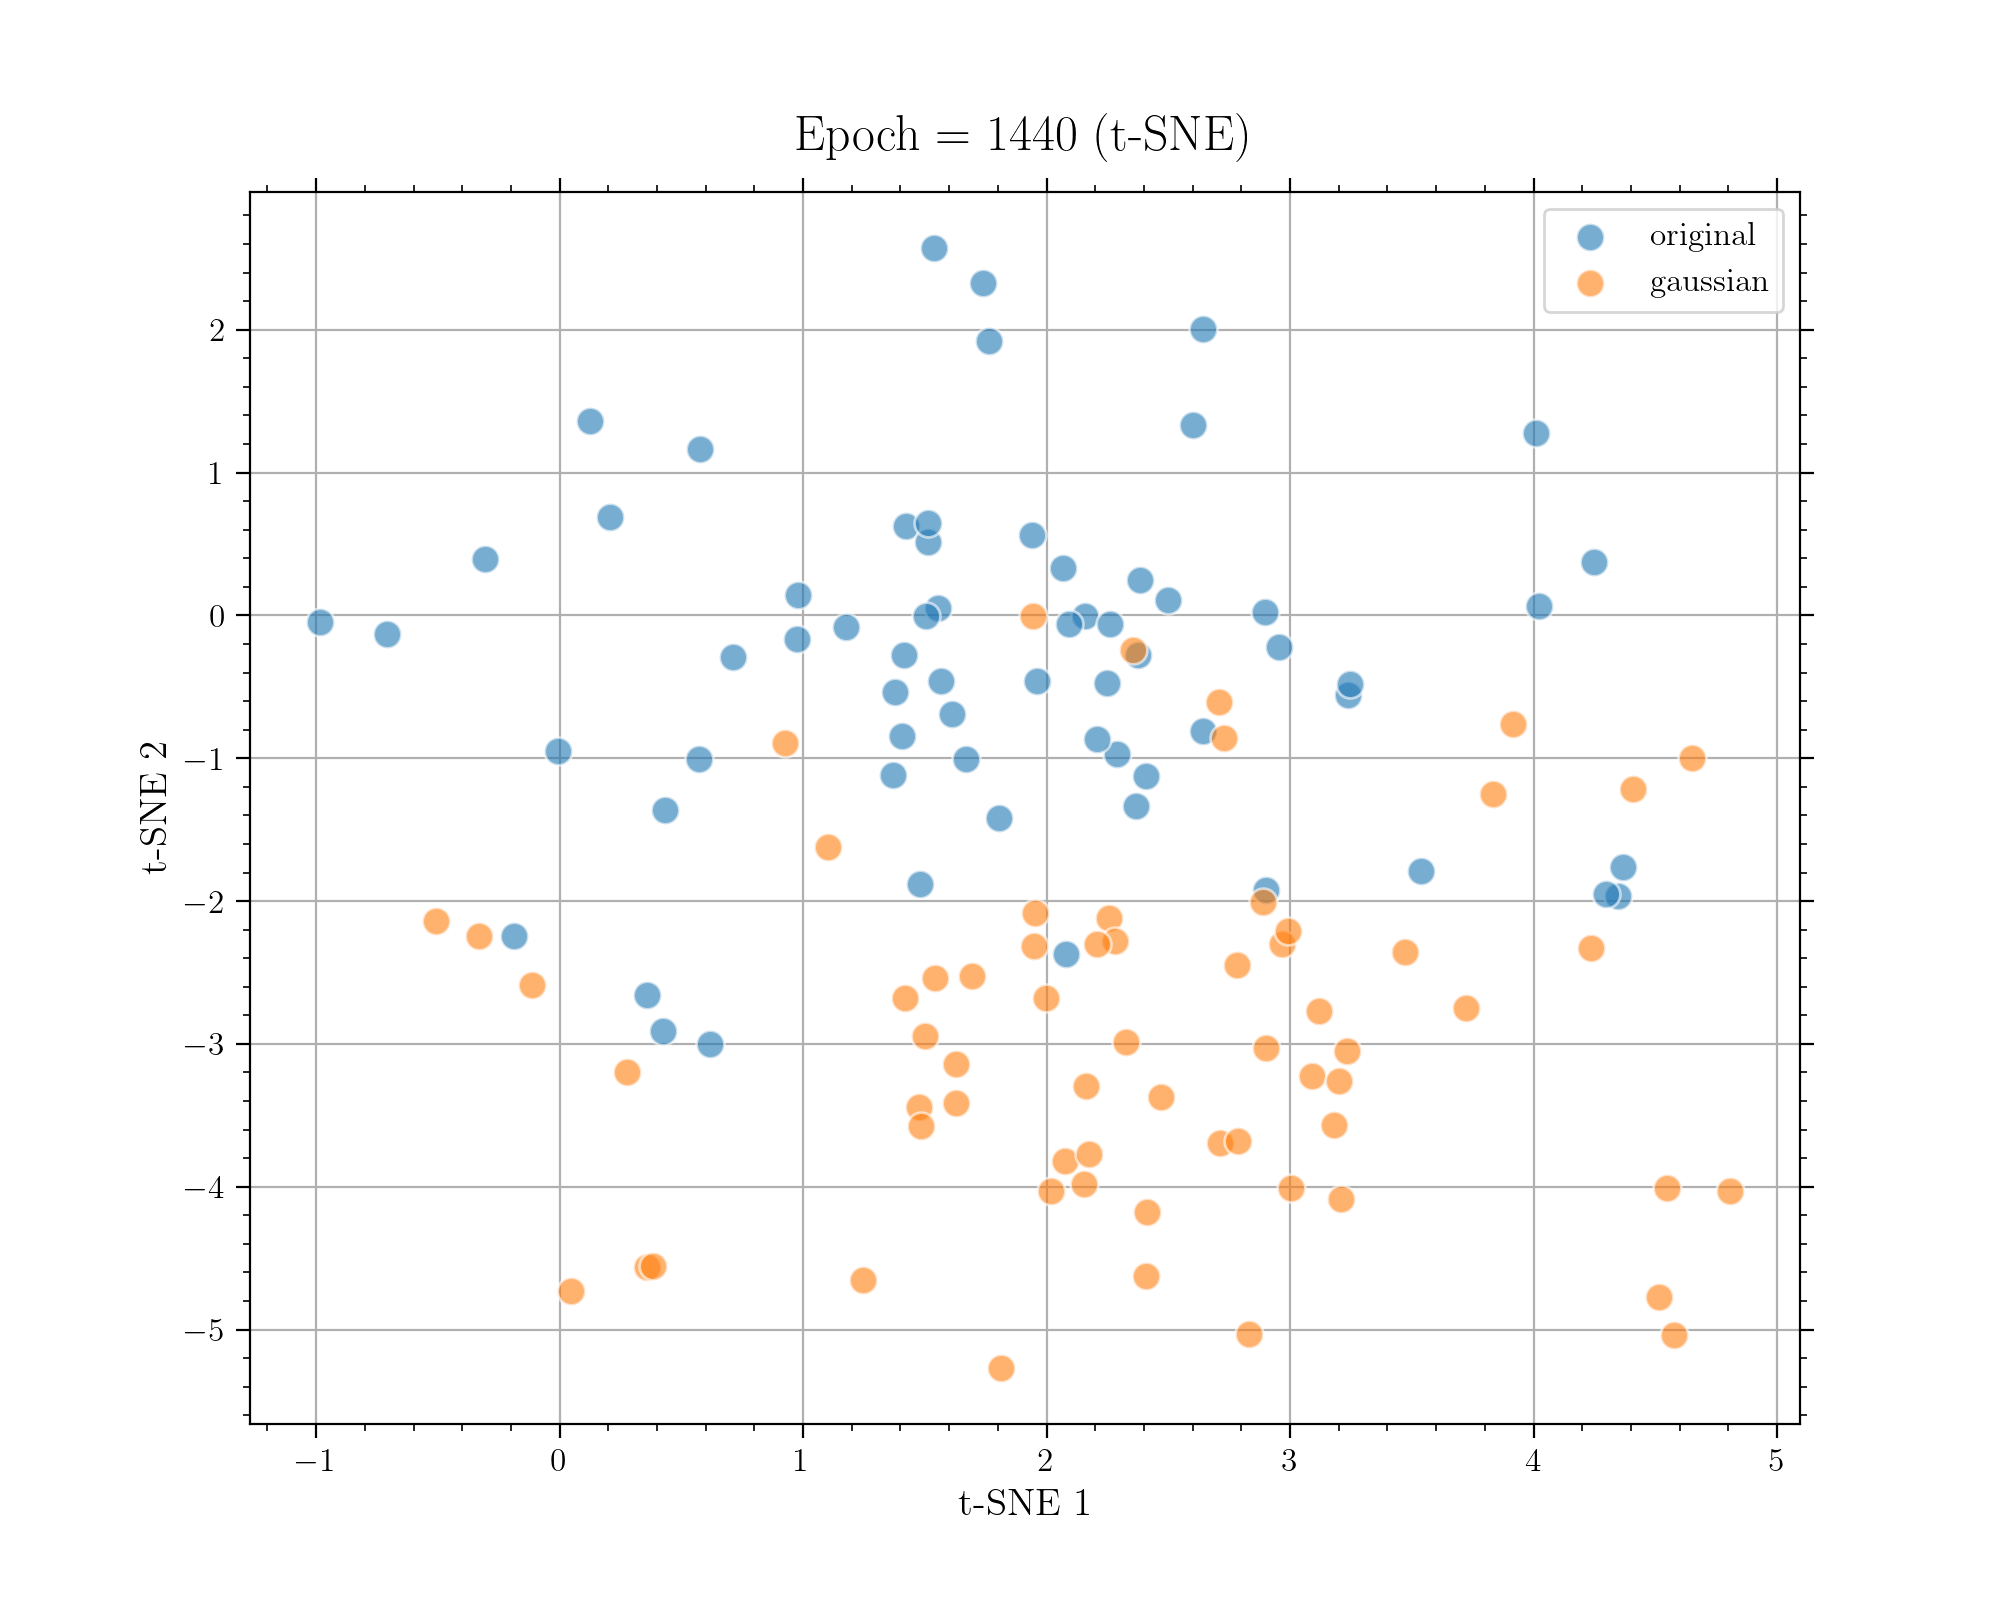 Epoch = 1440 (t-SNE)
original
gaussian
t-SNE 2
2
1
0
−1
−2
−3
−4
−5
−1 0 1 2 3 4 5
t-SNE 1